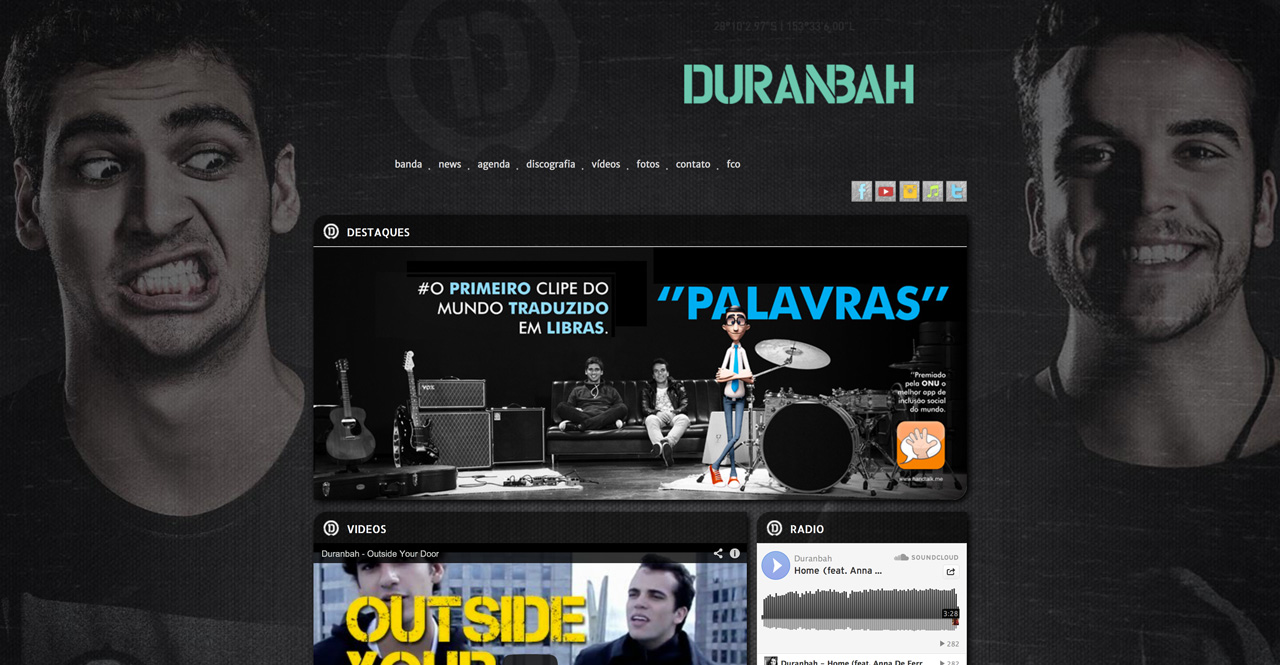 28°10'2.97"S | 153°33'6.00"L
DURANBAH
banda . news . agenda . discografia . vídeos . fotos . contato . fco
DESTAQUES
#O PRIMEIRO CLIPE DO
MUNDO TRADUZIDO
EM LIBRAS.
"PALAVRAS"
VOX
"Premiado
pela ONU o
melhor app de
inclusão social
do mundo.
www.handtalk.me
VIDEOS
Duranbah - Outside Your Door
OUTSIDE
YOUR
RADIO
Duranbah
SOUNDCLOUD
Home (feat. Anna ...
3:28
282
Duranbah - Home (feat. Anna De Ferr...
282